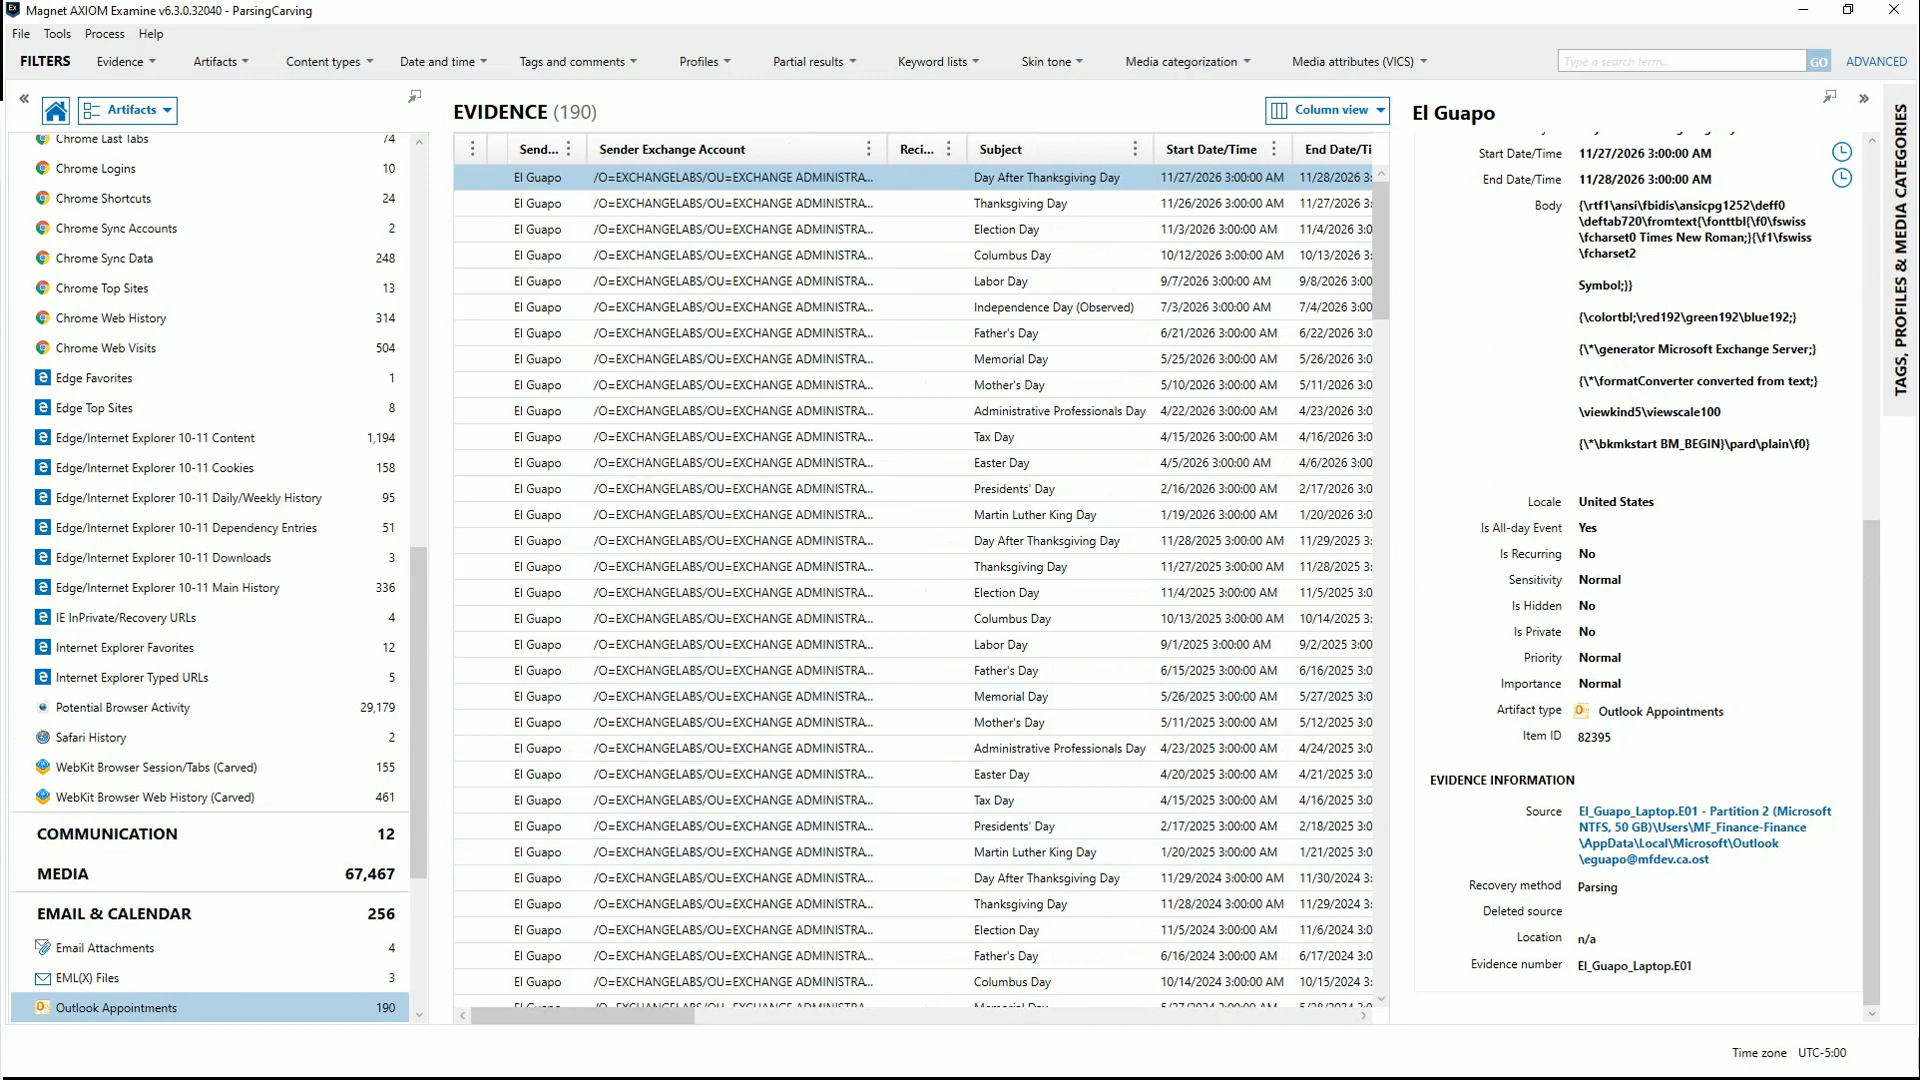 Magnet AXIOM Examine v6.3.0.32040 - ParsingCarving
File Tools Process Help
FILTERS Evidence Artifacts Content types Date and time Tags and comments Profiles Partial results Keyword lists Skin tone Media categorization Media attributes (VICS) Type a search term... GO ADVANCED
Artifacts
Chrome Last Tabs 74
Chrome Logins 10
Chrome Shortcuts 24
Chrome Sync Accounts 2
Chrome Sync Data 248
Chrome Top Sites 13
Chrome Web History 314
Chrome Web Visits 504
Edge Favorites 1
Edge Top Sites 8
Edge/Internet Explorer 10-11 Content 1,194
Edge/Internet Explorer 10-11 Cookies 158
Edge/Internet Explorer 10-11 Daily/Weekly History 95
Edge/Internet Explorer 10-11 Dependency Entries 51
Edge/Internet Explorer 10-11 Downloads 3
Edge/Internet Explorer 10-11 Main History 336
IE InPrivate/Recovery URLs 4
Internet Explorer Favorites 12
Internet Explorer Typed URLs 5
Potential Browser Activity 29,179
Safari History 2
WebKit Browser Session/Tabs (Carved) 155
WebKit Browser Web History (Carved) 461
COMMUNICATION 12
MEDIA 67,467
EMAIL & CALENDAR 256
Email Attachments 4
EML(X) Files 3
Outlook Appointments 190
EVIDENCE (190)
Column view
Send... Sender Exchange Account Reci... Subject Start Date/Time End Date/Ti
El Guapo /O=EXCHANGELABS/OU=EXCHANGE ADMINISTRA... Day After Thanksgiving Day 11/27/2026 3:00:00 AM 11/28/2026 3:
El Guapo /O=EXCHANGELABS/OU=EXCHANGE ADMINISTRA... Thanksgiving Day 11/26/2026 3:00:00 AM 11/27/2026 3:
El Guapo /O=EXCHANGELABS/OU=EXCHANGE ADMINISTRA... Election Day 11/3/2026 3:00:00 AM 11/4/2026 3:0
El Guapo /O=EXCHANGELABS/OU=EXCHANGE ADMINISTRA... Columbus Day 10/12/2026 3:00:00 AM 10/13/2026 3:
El Guapo /O=EXCHANGELABS/OU=EXCHANGE ADMINISTRA... Labor Day 9/7/2026 3:00:00 AM 9/8/2026 3:00
El Guapo /O=EXCHANGELABS/OU=EXCHANGE ADMINISTRA... Independence Day (Observed) 7/3/2026 3:00:00 AM 7/4/2026 3:00
El Guapo /O=EXCHANGELABS/OU=EXCHANGE ADMINISTRA... Father's Day 6/21/2026 3:00:00 AM 6/22/2026 3:0
El Guapo /O=EXCHANGELABS/OU=EXCHANGE ADMINISTRA... Memorial Day 5/25/2026 3:00:00 AM 5/26/2026 3:0
El Guapo /O=EXCHANGELABS/OU=EXCHANGE ADMINISTRA... Mother's Day 5/10/2026 3:00:00 AM 5/11/2026 3:0
El Guapo /O=EXCHANGELABS/OU=EXCHANGE ADMINISTRA... Administrative Professionals Day 4/22/2026 3:00:00 AM 4/23/2026 3:0
El Guapo /O=EXCHANGELABS/OU=EXCHANGE ADMINISTRA... Tax Day 4/15/2026 3:00:00 AM 4/16/2026 3:0
El Guapo /O=EXCHANGELABS/OU=EXCHANGE ADMINISTRA... Easter Day 4/5/2026 3:00:00 AM 4/6/2026 3:00
El Guapo /O=EXCHANGELABS/OU=EXCHANGE ADMINISTRA... Presidents' Day 2/16/2026 3:00:00 AM 2/17/2026 3:0
El Guapo /O=EXCHANGELABS/OU=EXCHANGE ADMINISTRA... Martin Luther King Day 1/19/2026 3:00:00 AM 1/20/2026 3:0
El Guapo /O=EXCHANGELABS/OU=EXCHANGE ADMINISTRA... Day After Thanksgiving Day 11/28/2025 3:00:00 AM 11/29/2025 3:
El Guapo /O=EXCHANGELABS/OU=EXCHANGE ADMINISTRA... Thanksgiving Day 11/27/2025 3:00:00 AM 11/28/2025 3:
El Guapo /O=EXCHANGELABS/OU=EXCHANGE ADMINISTRA... Election Day 11/4/2025 3:00:00 AM 11/5/2025 3:0
El Guapo /O=EXCHANGELABS/OU=EXCHANGE ADMINISTRA... Columbus Day 10/13/2025 3:00:00 AM 10/14/2025 3:
El Guapo /O=EXCHANGELABS/OU=EXCHANGE ADMINISTRA... Labor Day 9/1/2025 3:00:00 AM 9/2/2025 3:00
El Guapo /O=EXCHANGELABS/OU=EXCHANGE ADMINISTRA... Father's Day 6/15/2025 3:00:00 AM 6/16/2025 3:0
El Guapo /O=EXCHANGELABS/OU=EXCHANGE ADMINISTRA... Memorial Day 5/26/2025 3:00:00 AM 5/27/2025 3:0
El Guapo /O=EXCHANGELABS/OU=EXCHANGE ADMINISTRA... Mother's Day 5/11/2025 3:00:00 AM 5/12/2025 3:0
El Guapo /O=EXCHANGELABS/OU=EXCHANGE ADMINISTRA... Administrative Professionals Day 4/23/2025 3:00:00 AM 4/24/2025 3:0
El Guapo /O=EXCHANGELABS/OU=EXCHANGE ADMINISTRA... Easter Day 4/20/2025 3:00:00 AM 4/21/2025 3:0
El Guapo /O=EXCHANGELABS/OU=EXCHANGE ADMINISTRA... Tax Day 4/15/2025 3:00:00 AM 4/16/2025 3:0
El Guapo /O=EXCHANGELABS/OU=EXCHANGE ADMINISTRA... Presidents' Day 2/17/2025 3:00:00 AM 2/18/2025 3:0
El Guapo /O=EXCHANGELABS/OU=EXCHANGE ADMINISTRA... Martin Luther King Day 1/20/2025 3:00:00 AM 1/21/2025 3:0
El Guapo /O=EXCHANGELABS/OU=EXCHANGE ADMINISTRA... Day After Thanksgiving Day 11/29/2024 3:00:00 AM 11/30/2024 3:
El Guapo /O=EXCHANGELABS/OU=EXCHANGE ADMINISTRA... Thanksgiving Day 11/28/2024 3:00:00 AM 11/29/2024 3:
El Guapo /O=EXCHANGELABS/OU=EXCHANGE ADMINISTRA... Election Day 11/5/2024 3:00:00 AM 11/6/2024 3:0
El Guapo /O=EXCHANGELABS/OU=EXCHANGE ADMINISTRA... Father's Day 6/16/2024 3:00:00 AM 6/17/2024 3:0
El Guapo /O=EXCHANGELABS/OU=EXCHANGE ADMINISTRA... Columbus Day 10/14/2024 3:00:00 AM 10/15/2024 3:
El Guapo
Start Date/Time 11/27/2026 3:00:00 AM
End Date/Time 11/28/2026 3:00:00 AM
Body {\rtf1\ansi\fbidis\ansicpg1252\deff0
\deftab720\fromtext{\fonttbl{\f0\fswiss
\fcharset0 Times New Roman;}{\f1\fswiss
\fcharset2
Symbol;}}
{\colortbl;\red192\green192\blue192;}
{\*\generator Microsoft Exchange Server;}
{\*\formatConverter converted from text;}
\viewkind5\viewscale100
{\*\bkmkstart BM_BEGIN}\pard\plain\f0}
Locale United States
Is All-day Event Yes
Is Recurring No
Sensitivity Normal
Is Hidden No
Is Private No
Priority Normal
Importance Normal
Artifact type Outlook Appointments
Item ID 82395
EVIDENCE INFORMATION
Source El_Guapo_Laptop.E01 - Partition 2 (Microsoft
NTFS, 50 GB)\Users\MF_Finance-Finance
\AppData\Local\Microsoft\Outlook
\eguapo@mfdev.ca.ost
Recovery method Parsing
Deleted source
Location n/a
Evidence number El_Guapo_Laptop.E01
TAGS, PROFILES & MEDIA CATEGORIES
Time zone UTC-5:00